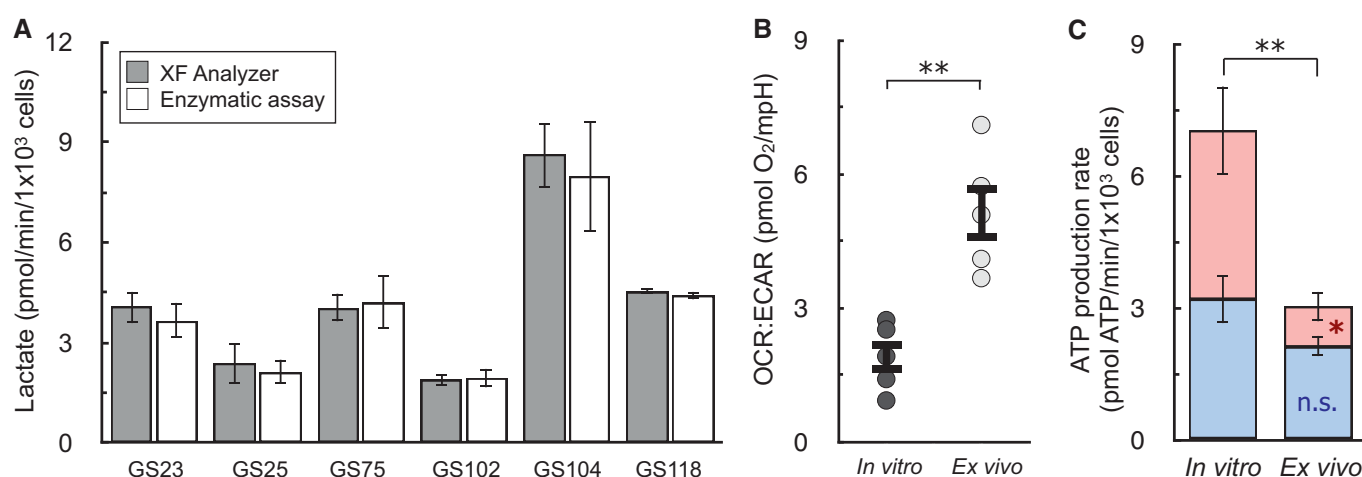 A
Lactate (pmol/min/1x10³ cells)
12
9
6
3
0
XF Analyzer
Enzymatic assay
GS23 GS25 GS75 GS102 GS104 GS118
B
OCR:ECAR (pmol O₂/mpH)
9
6
3
0
**
In vitro Ex vivo
C
ATP production rate
(pmol ATP/min/1x10³ cells)
9
6
3
0
**
*
n.s.
In vitro Ex vivo